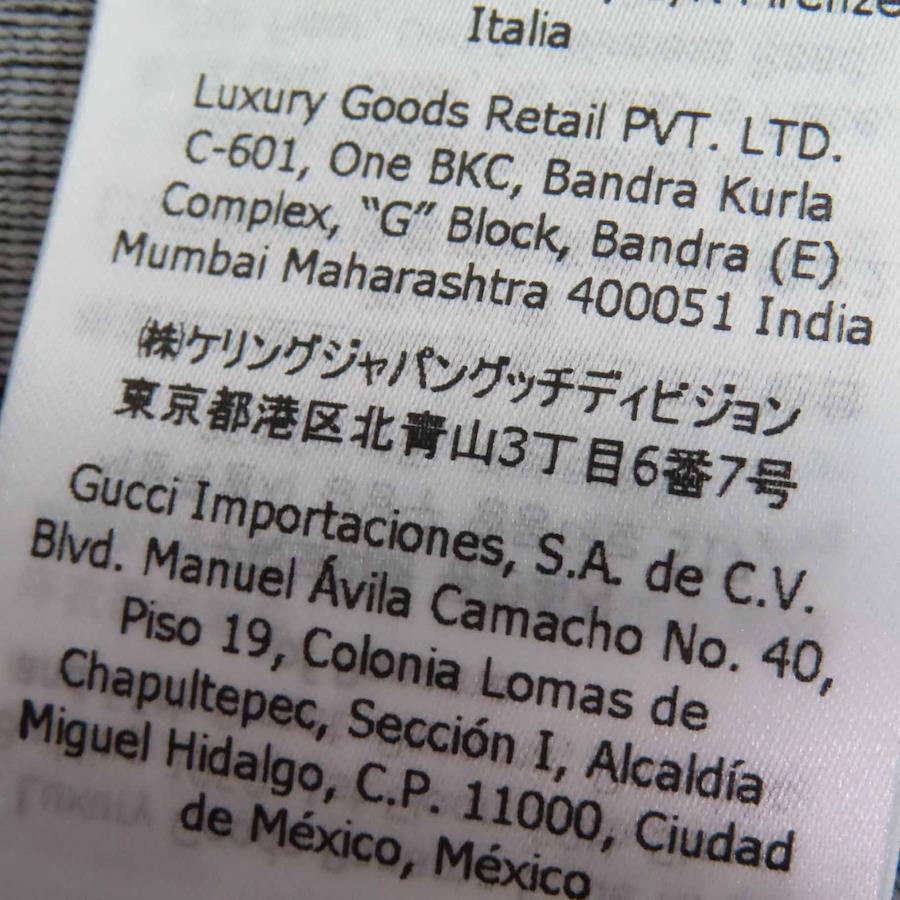 Firenze
Italia
Luxury Goods Retail PVT. LTD.
C-601, One BKC, Bandra Kurla
Complex, “G” Block, Bandra (E)
Mumbai Maharashtra 400051 India
㈱ケリングジャパングッチディビジョン
東京都港区北青山3丁目6番7号
Gucci Importaciones, S.A. de C.V.
Blvd. Manuel Ávila Camacho No. 40,
Piso 19, Colonia Lomas de
Chapultepec, Sección I, Alcaldía
Miguel Hidalgo, C.P. 11000, Ciudad
de México, México